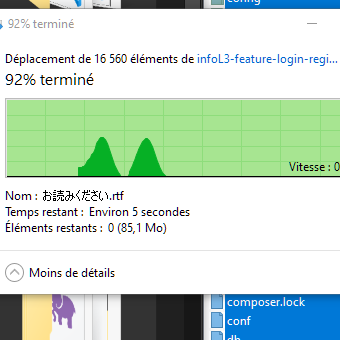 config
92% terminé
Déplacement de 16 560 éléments de infoL3-feature-login-regi...
92% terminé
Vitesse : 0
Nom : お読みください.rtf
Temps restant : Environ 5 secondes
Éléments restants : 0 (85,1 Mo)
Moins de détails
composer.lock
conf
db